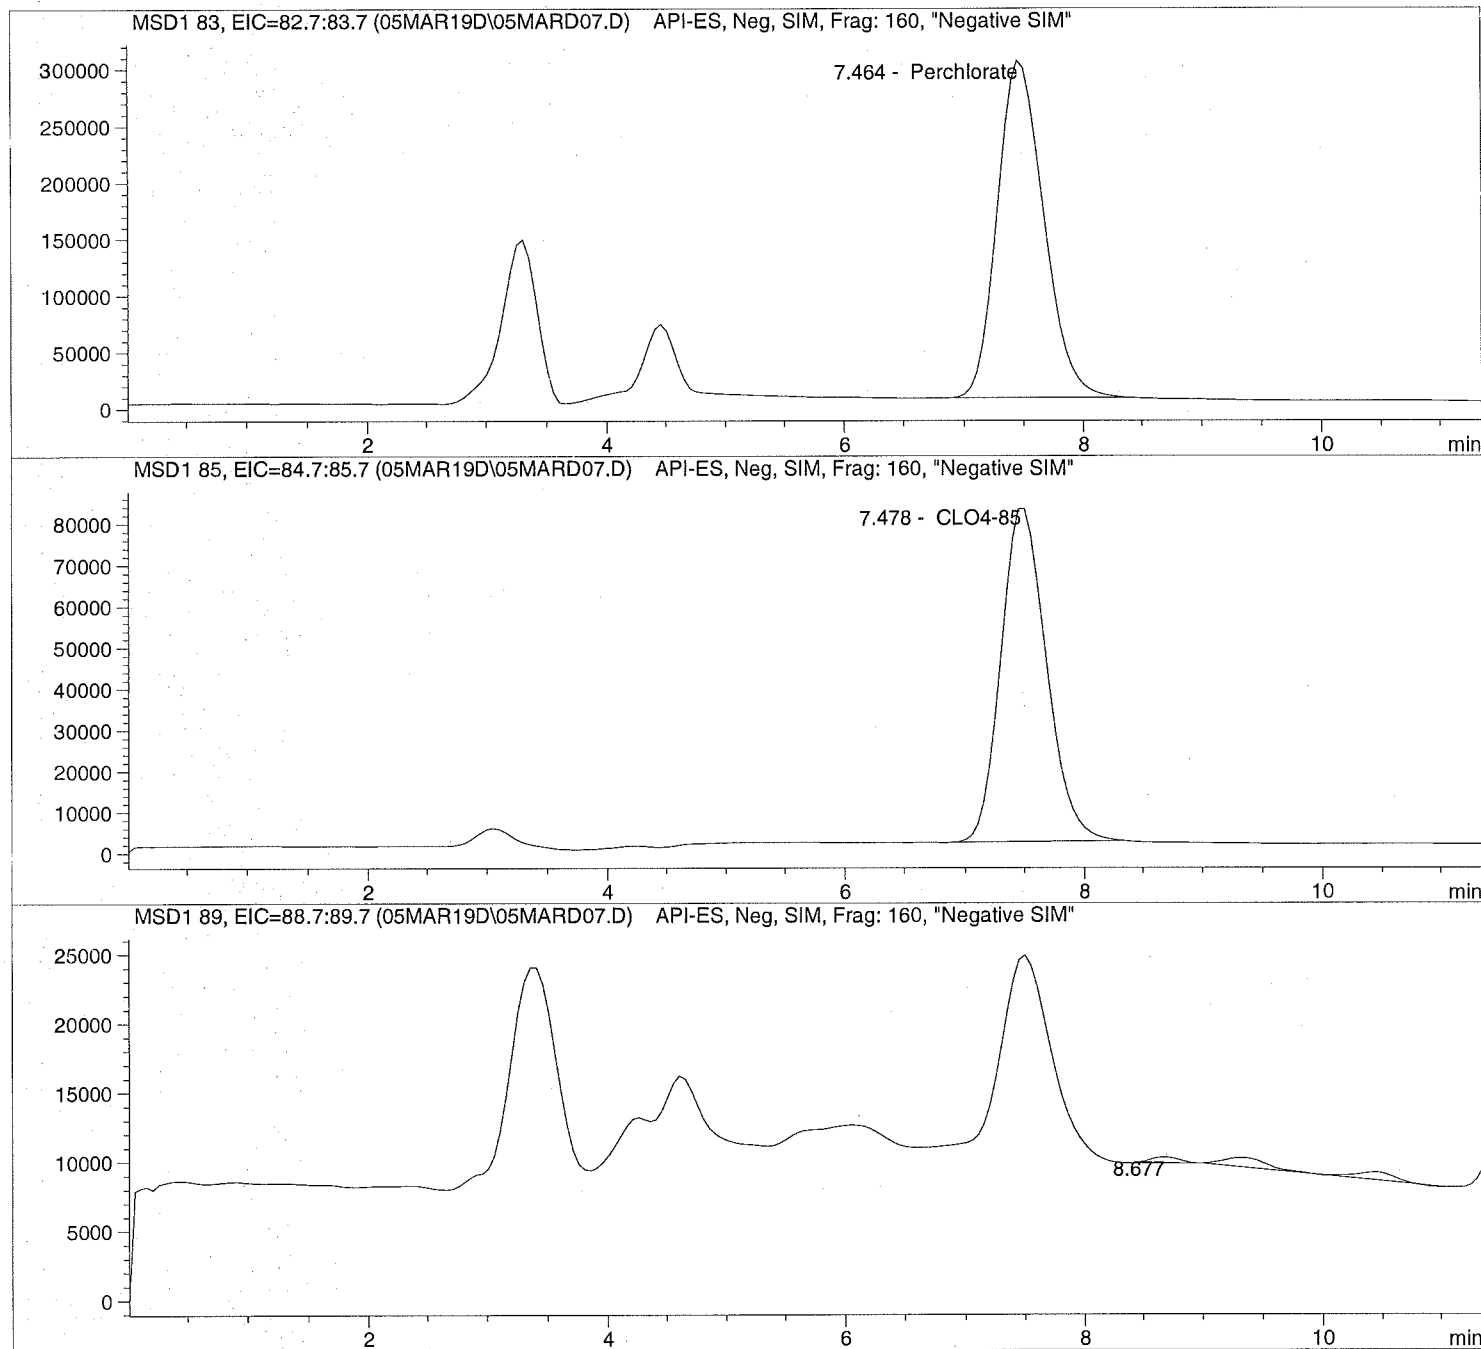 MSD1 83, EIC=82.7:83.7 (05MAR19D\05MARD07.D) API-ES, Neg, SIM, Frag: 160, "Negative SIM"
7.464 - Perchlorate
300000
250000
200000
150000
100000
50000
0
2 4 6 8 10 min
MSD1 85, EIC=84.7:85.7 (05MAR19D\05MARD07.D) API-ES, Neg, SIM, Frag: 160, "Negative SIM"
7.478 - CLO4-85
80000
70000
60000
50000
40000
30000
20000
10000
0
2 4 6 8 10 min
MSD1 89, EIC=88.7:89.7 (05MAR19D\05MARD07.D) API-ES, Neg, SIM, Frag: 160, "Negative SIM"
25000
20000
15000
10000
8.677
5000
0
2 4 6 8 10 min